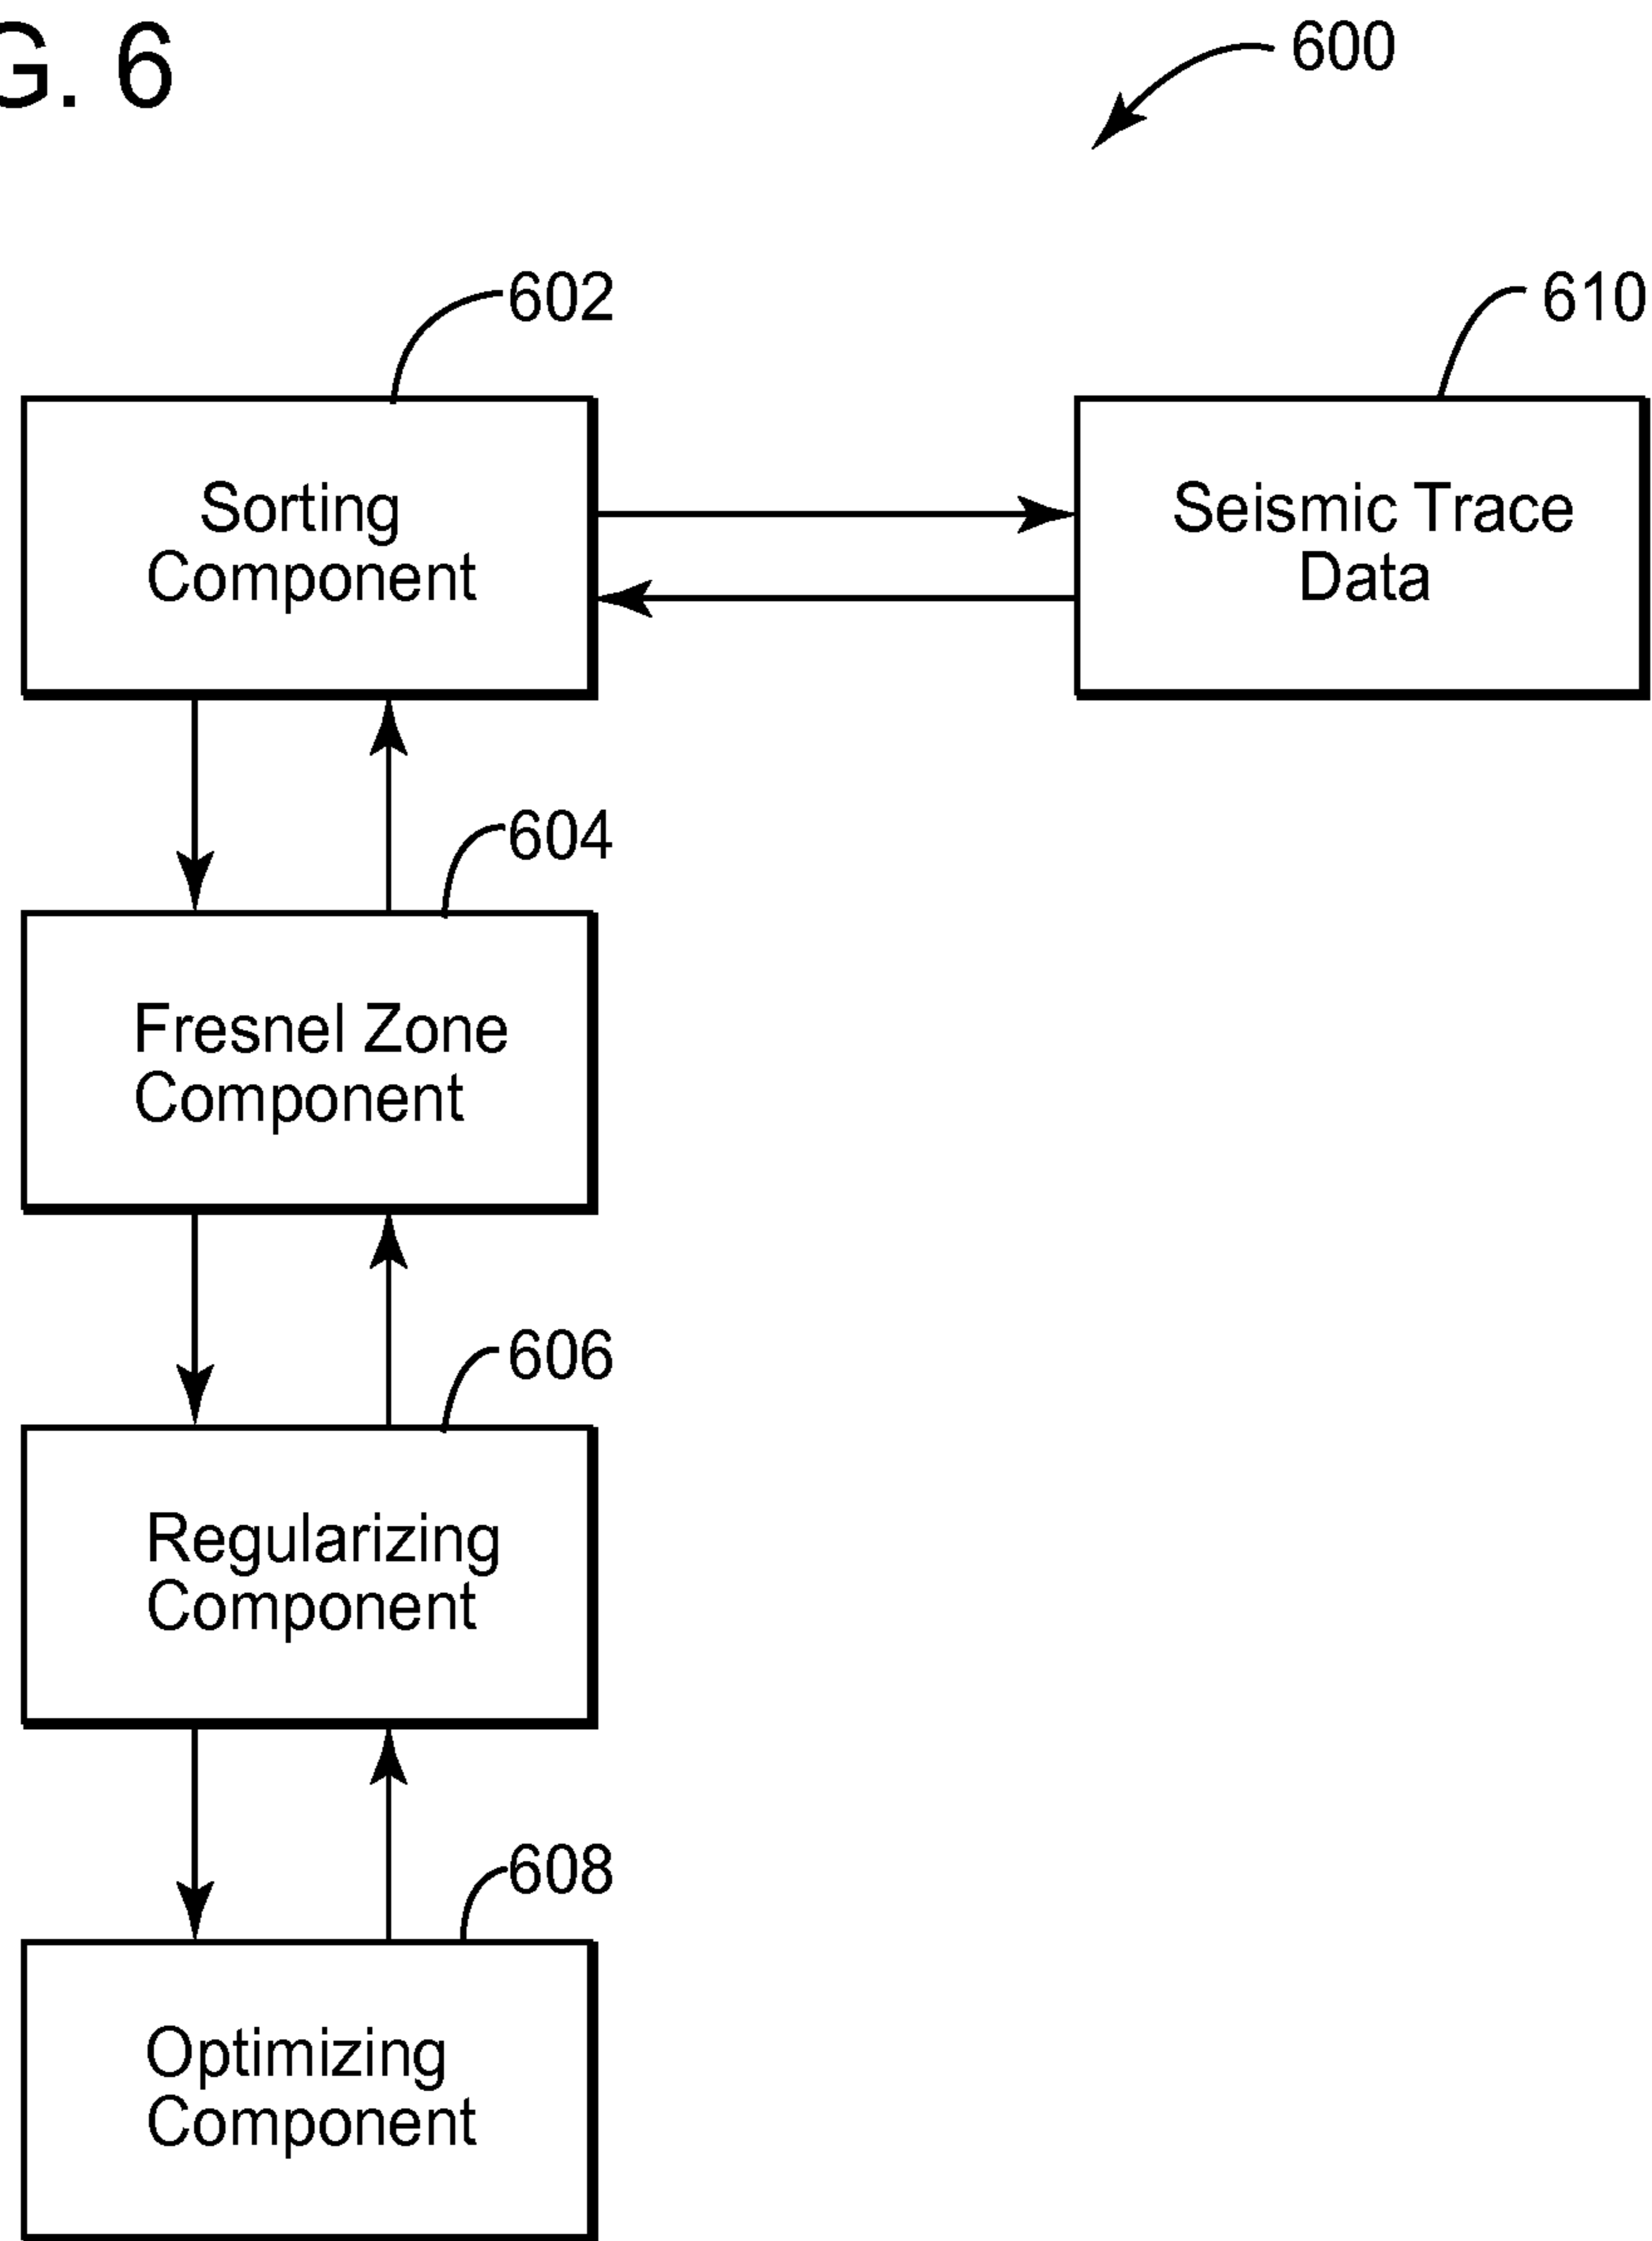 G. 6
600
602
610
Sorting
Component
Seismic Trace
Data
604
Fresnel Zone
Component
606
Regularizing
Component
608
Optimizing
Component